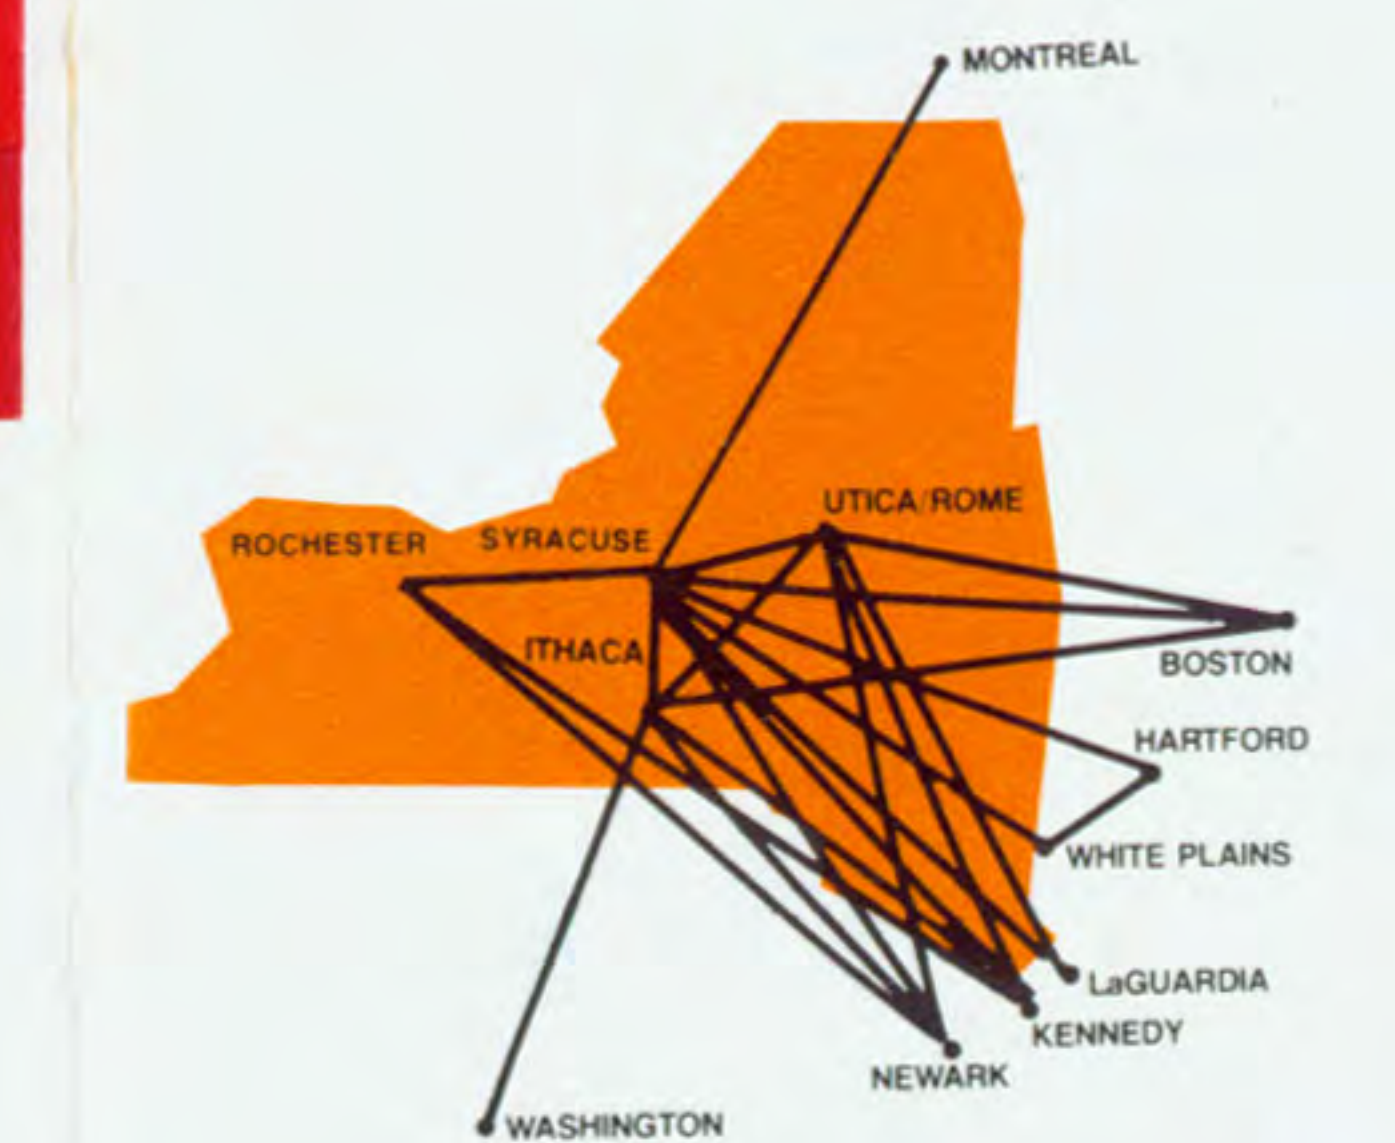 MONTREAL
UTICA/ROME
ROCHESTER
SYRACUSE
ITHACA
BOSTON
HARTFORD
WHITE PLAINS
LaGUARDIA
KENNEDY
NEWARK
WASHINGTON